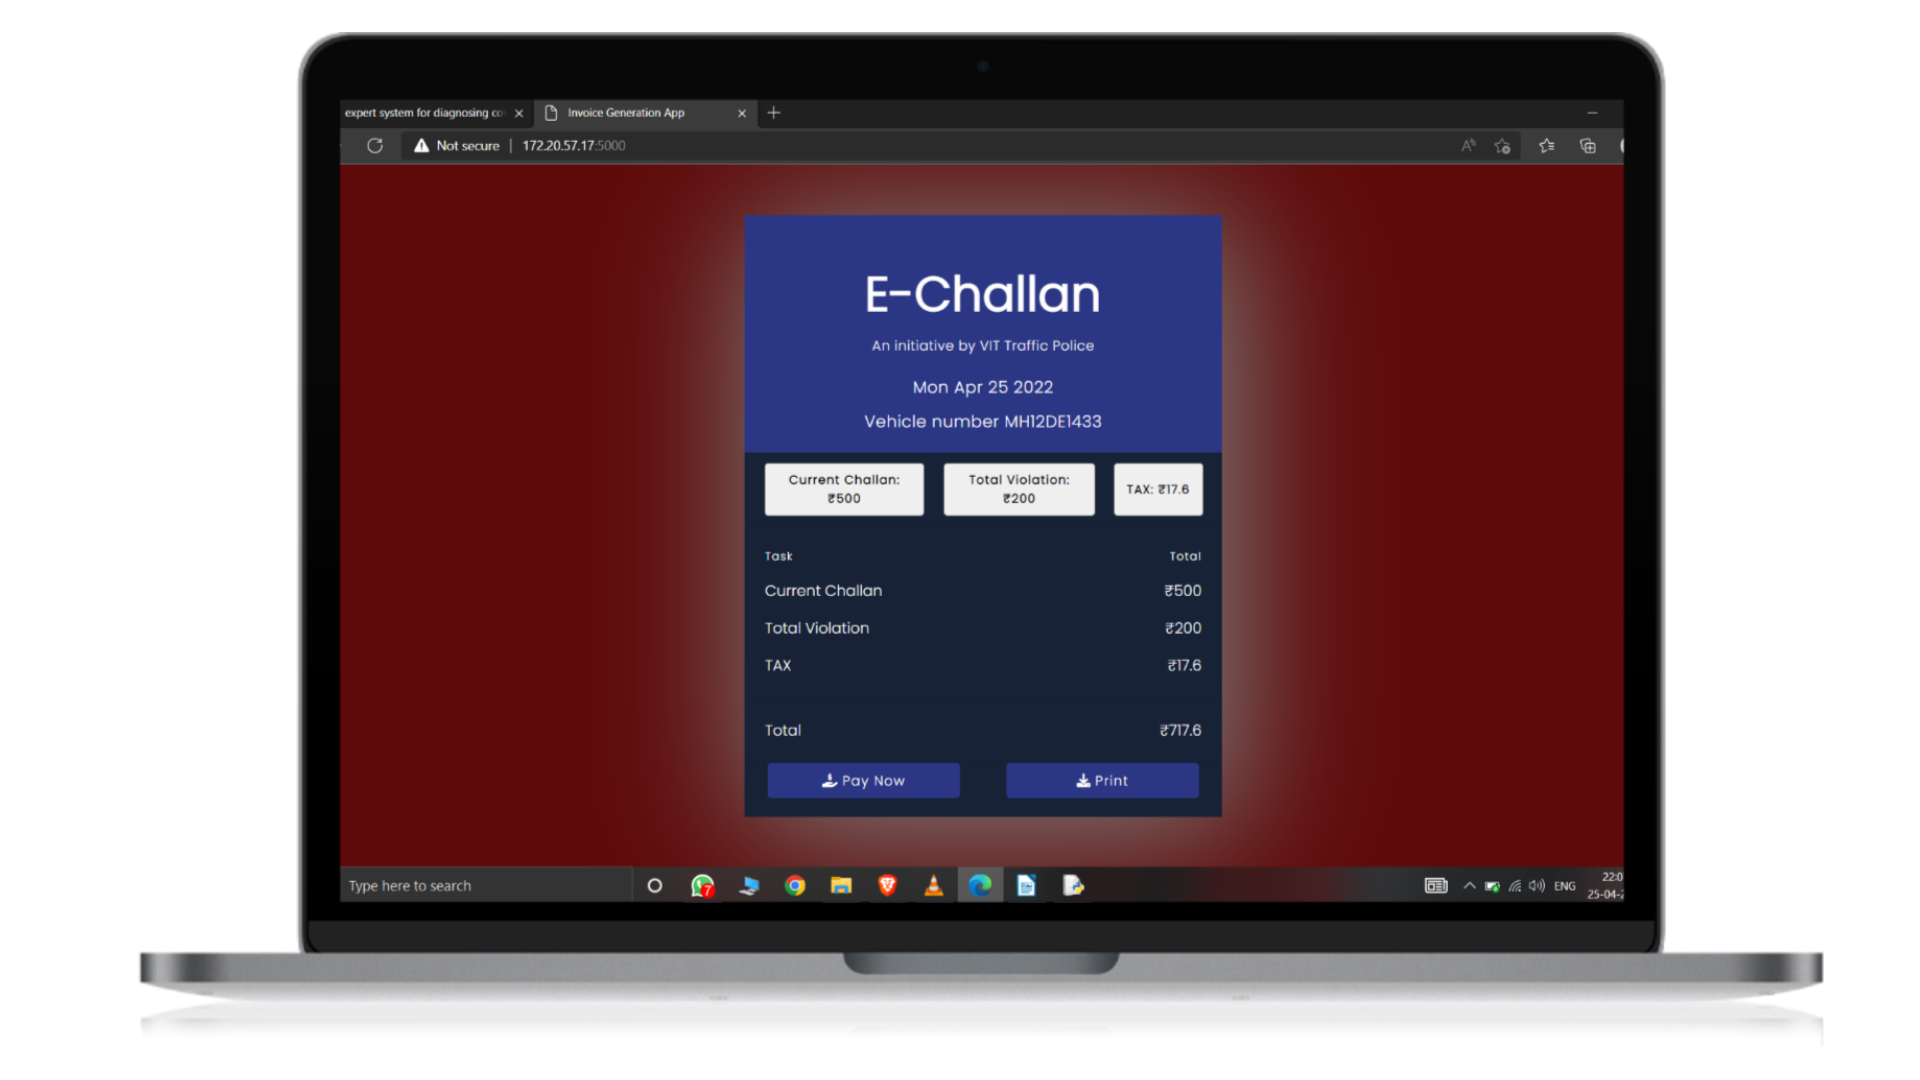 expert system for diagnosing co
Invoice Generation App
Not secure | 172.20.57.17:5000
E-Challan
An initiative by VIT Traffic Police
Mon Apr 25 2022
Vehicle number MH12DE1433
Current Challan:
₹500
Total Violation:
₹200
TAX: ₹17.6
Task Total
Current Challan ₹500
Total Violation ₹200
TAX ₹17.6
Total ₹717.6
Pay Now
Print
Type here to search
7
ENG
22:0
25-04-2